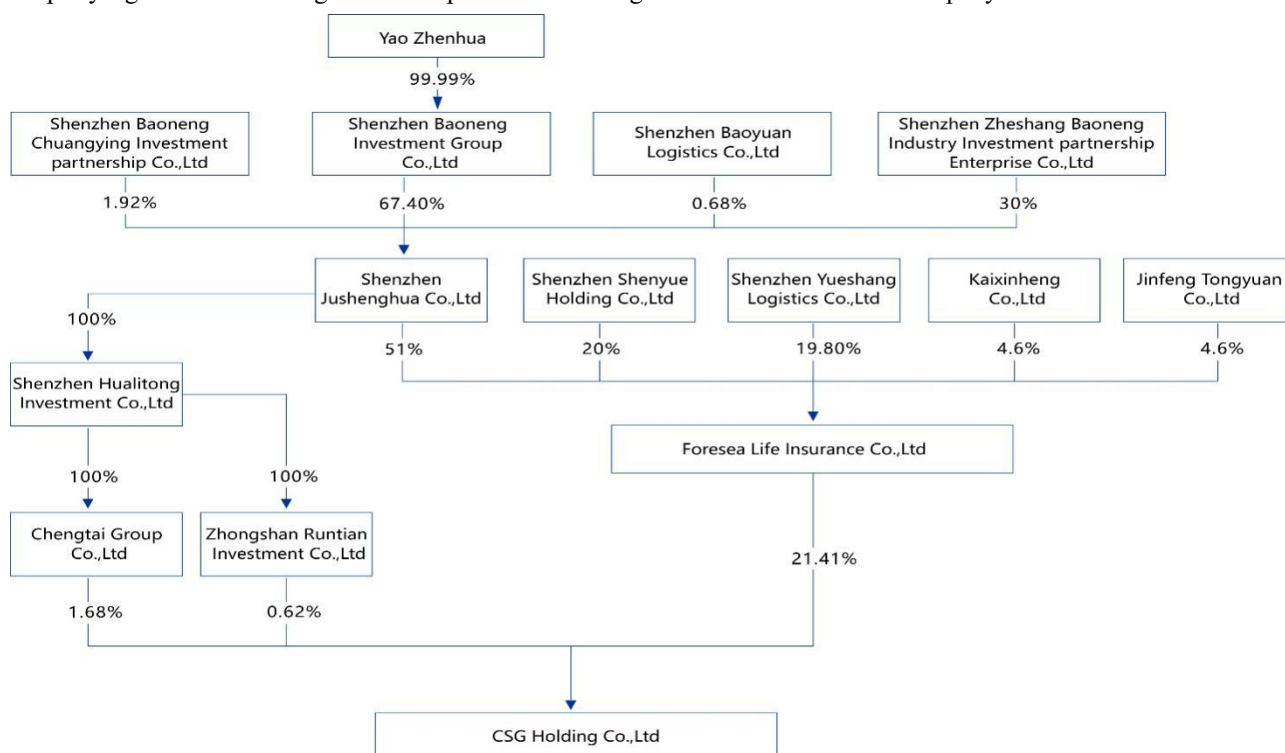 Yao Zhenhua
99.99%
Shenzhen Baoneng
Chuangying Investment
partnership Co.,Ltd
Shenzhen Baoneng
Investment Group
Co.,Ltd
Shenzhen Baoyuan
Logistics Co.,Ltd
Shenzhen Zheshang Baoneng
Industry Investment partnership
Enterprise Co.,Ltd
1.92%
67.40%
0.68%
30%
Shenzhen
Jushenghua Co.,Ltd
Shenzhen Shenyue
Holding Co.,Ltd
Shenzhen Yueshang
Logistics Co.,Ltd
Kaixinheng
Co.,Ltd
Jinfeng Tongyuan
Co.,Ltd
100%
51%
20%
19.80%
4.6%
4.6%
Shenzhen Hualitong
Investment Co.,Ltd
Foresea Life Insurance Co.,Ltd
100%
100%
Chengtai Group
Co.,Ltd
Zhongshan Runtian
Investment Co.,Ltd
21.41%
1.68%
0.62%
CSG Holding Co.,Ltd